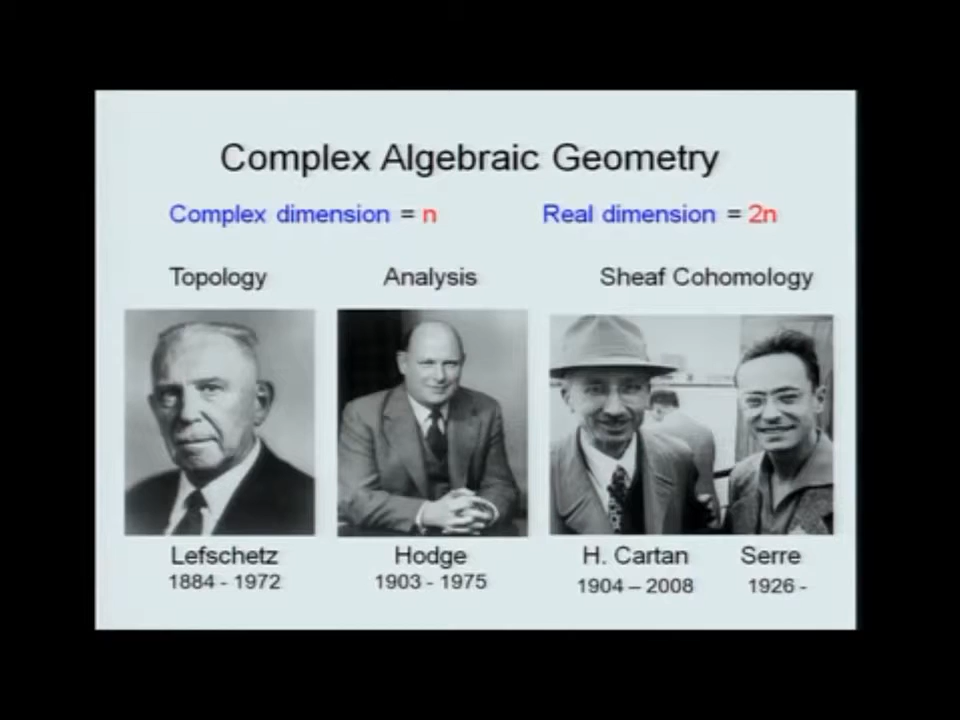 Complex Algebraic Geometry
Complex dimension = n Real dimension = 2n
Topology Analysis Sheaf Cohomology
Lefschetz Hodge H. Cartan Serre
1884 - 1972 1903 - 1975 1904 – 2008 1926 -